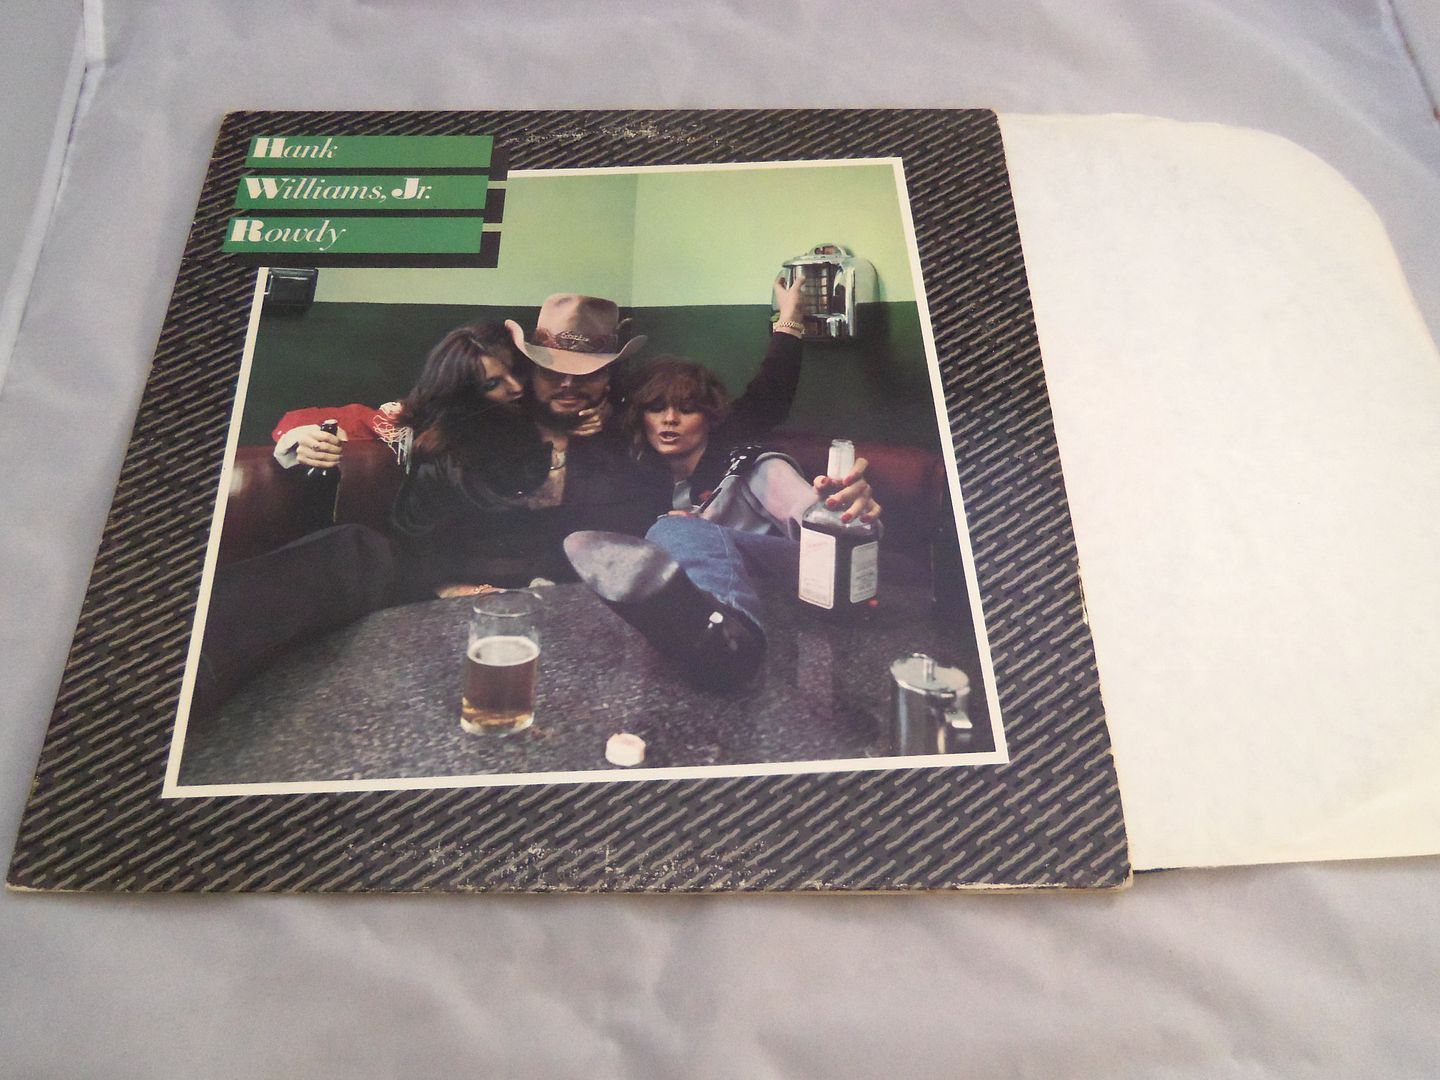 Hank
Williams, Jr.
Rowdy